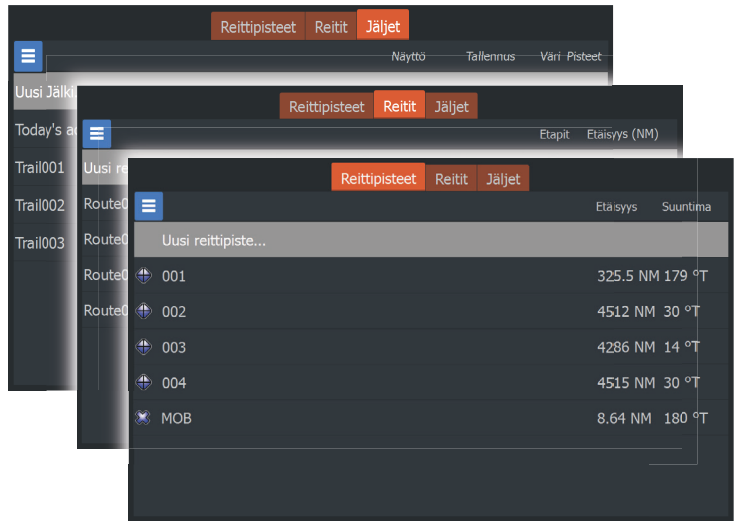 Reittipisteet Reitit Jäljet
Näyttö Tallennus Väri Pisteet
Uusi Jälki
Today's a
Trail001
Trail002
Trail003
Reittipisteet Reitit Jäljet
Etapit Etäisyys (NM)
Uusi re
Route0
Route0
Route0
Route0
Reittipisteet Reitit Jäljet
Etäisyys Suuntima
Uusi reittipiste...
001 325.5 NM 179 °T
002 4512 NM 30 °T
003 4286 NM 14 °T
004 4515 NM 30 °T
MOB 8.64 NM 180 °T